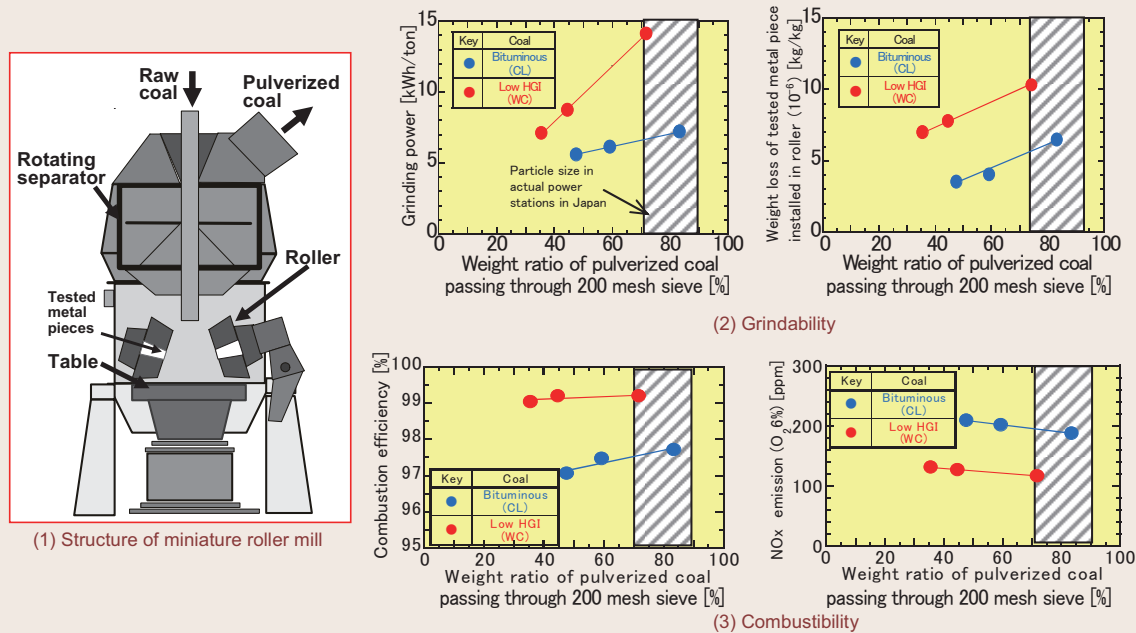 Raw
coal
Pulverized
coal
Rotating
separator
Roller
Tested
metal
pieces
Table
(1) Structure of miniature roller mill
Grinding power [kWh/ton]
15
10
5
0
Key Coal
Bituminous
(CL)
Low HGI
(WC)
Particle size in
actual power
stations in Japan
0 20 40 60 80 100
Weight ratio of pulverized coal
passing through 200 mesh sieve [%]
Weight loss of tested metal piece
installed in roller (10⁻⁶) [kg/kg]
15
10
5
0
Key Coal
Bituminous
(CL)
Low HGI
(WC)
0 20 40 60 80 100
Weight ratio of pulverized coal
passing through 200 mesh sieve [%]
(2) Grindability
Combustion efficiency [%]
100
99
98
97
96
95
Key Coal
Bituminous
(CL)
Low HGI
(WC)
0 20 40 60 80 100
Weight ratio of pulverized coal
passing through 200 mesh sieve [%]
NOx emission (O₂ 6%) [ppm]
300
200
100
0
Key Coal
Bituminous
(CL)
Low HGI
(WC)
0 20 40 60 80 100
Weight ratio of pulverized coal
passing through 200 mesh sieve [%]
(3) Combustibility